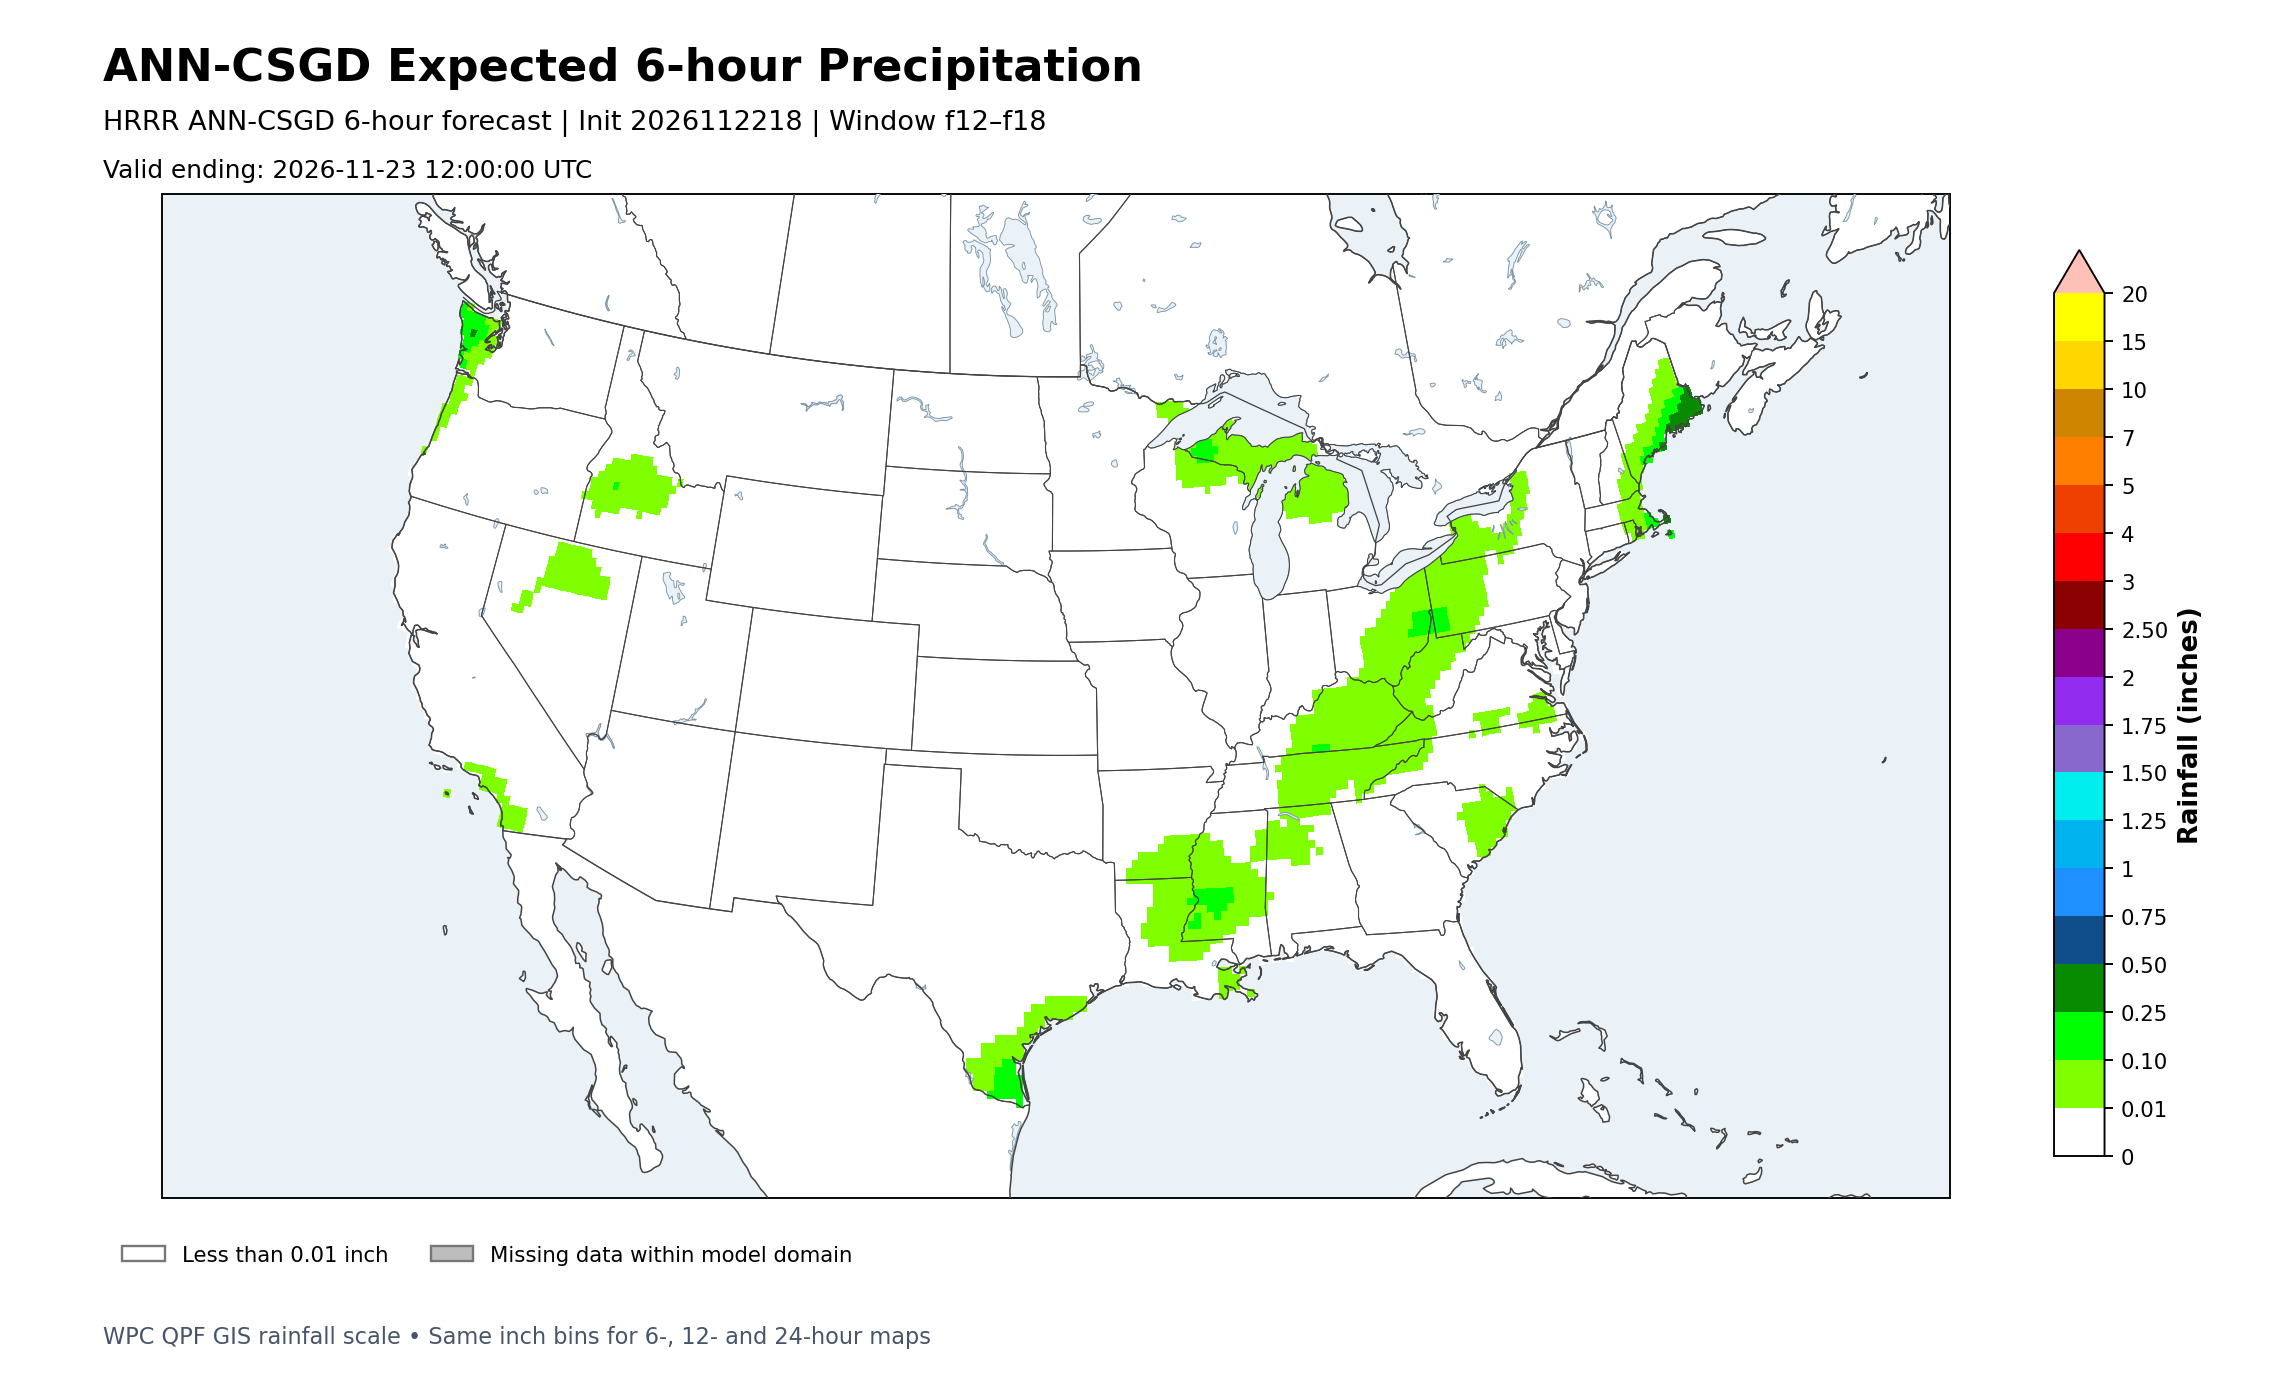 ANN-CSGD Expected 6-hour Precipitation
HRRR ANN-CSGD 6-hour forecast | Init 2026112218 | Window f12–f18
Valid ending: 2026-11-23 12:00:00 UTC
20
15
10
7
5
4
3
2.50
2
1.75
1.50
1.25
1
0.75
0.50
0.25
0.10
0.01
0
Rainfall (inches)
Less than 0.01 inch
Missing data within model domain
WPC QPF GIS rainfall scale • Same inch bins for 6-, 12- and 24-hour maps